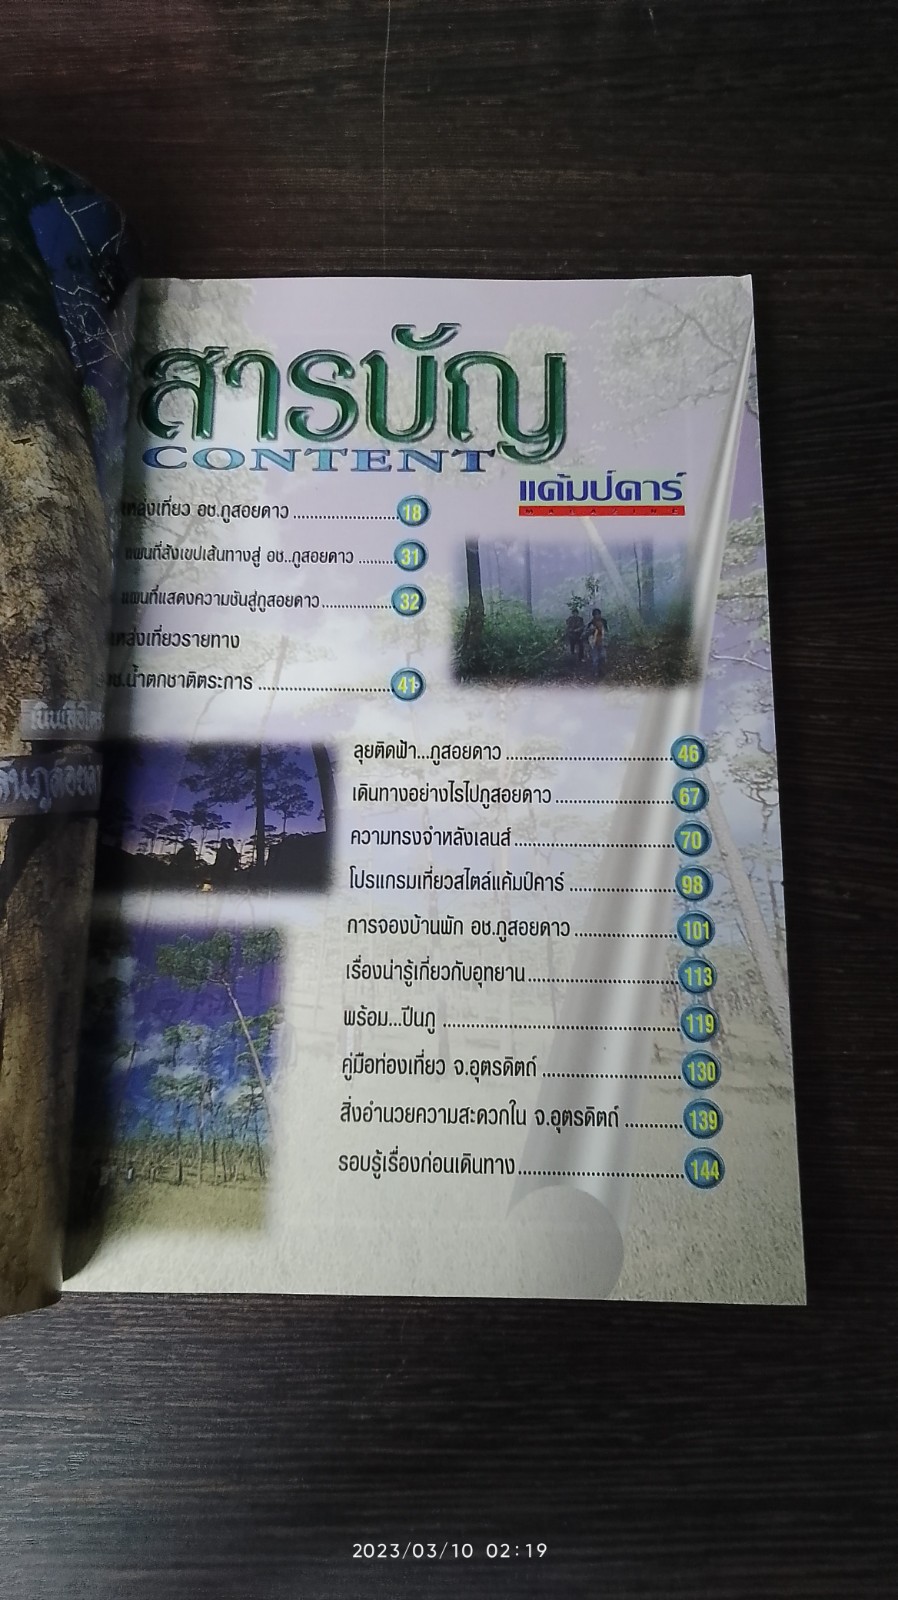 สารบัญ
CONTENT
แค้มป์คาร์
MAGAZINE
แหล่งเที่ยว อช.ภูสอยดาว 18
แผนที่สังเขปเส้นทางสู่ อช..ภูสอยดาว 31
แผนที่แสดงความชันสู่ภูสอยดาว 32
แหล่งเที่ยวรายทาง
อช.น้ำตกชาติตระการ 41
ลุยติดฟ้า...ภูสอยดาว 46
เดินทางอย่างไรไปภูสอยดาว 67
ความทรงจำหลังเลนส์ 70
โปรแกรมเที่ยวสไตล์แค้มป์คาร์ 98
การจองบ้านพัก อช.ภูสอยดาว 101
เรื่องน่ารู้เกี่ยวกับอุทยาน 113
พร้อม...ปีนภู 119
คู่มือท่องเที่ยว จ.อุตรดิตถ์ 130
สิ่งอำนวยความสะดวกใน จ.อุตรดิตถ์ 139
รอบรู้เรื่องก่อนเดินทาง 144
2023/03/10 02:19